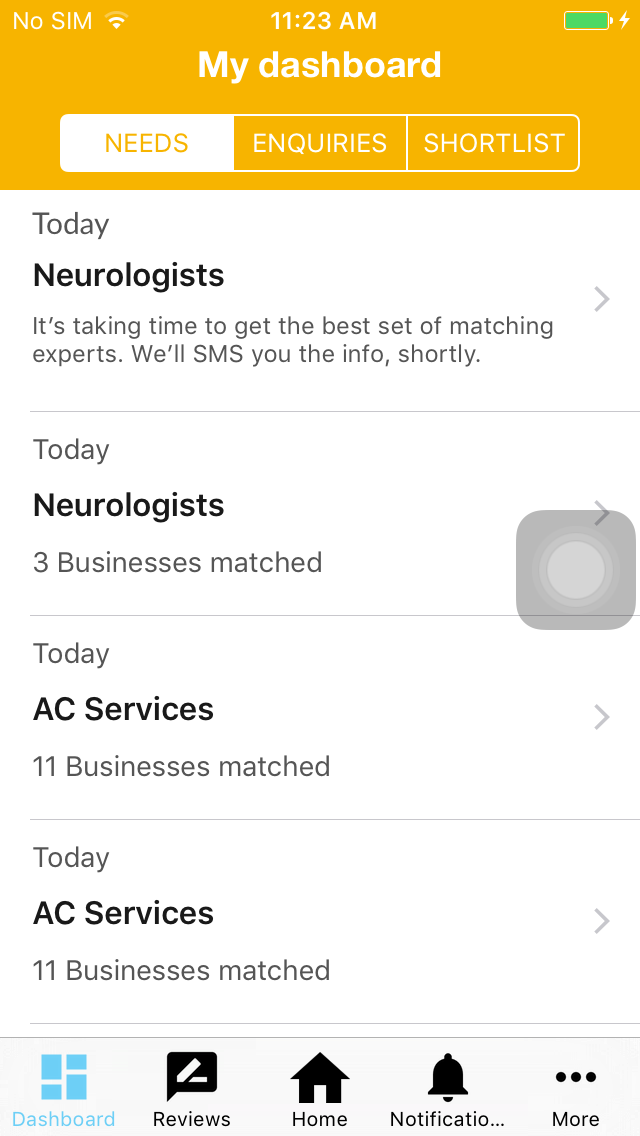 No SIM 11:23 AM
My dashboard
NEEDS ENQUIRIES SHORTLIST
Today
Neurologists
It’s taking time to get the best set of matching
experts. We’ll SMS you the info, shortly.
Today
Neurologists
3 Businesses matched
Today
AC Services
11 Businesses matched
Today
AC Services
11 Businesses matched
Dashboard Reviews Home Notificatio... More